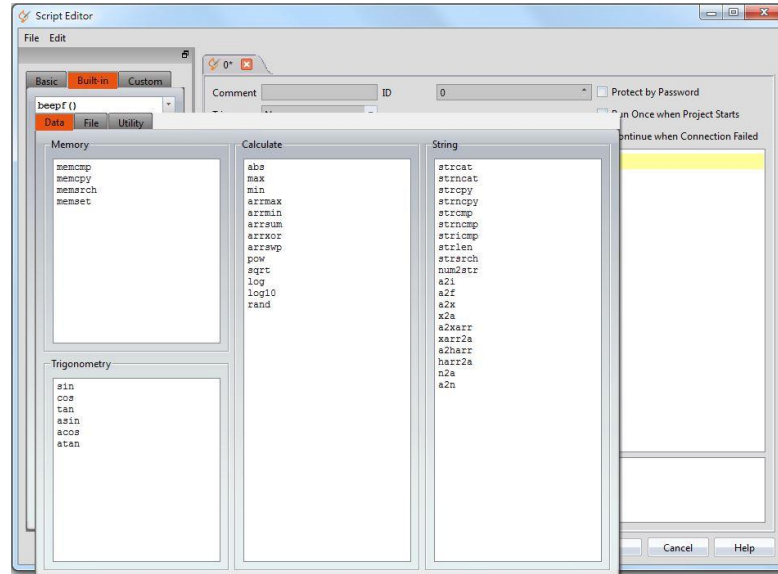 Script Editor
File Edit
0*
Basic Built-in Custom
Comment ID 0 Protect by Password
beepf()
Run Once when Project Starts
Data File Utility
Continue when Connection Failed
Memory
memcmp
memcpy
memsrch
memset
Calculate
abs
max
min
arrmax
arrmin
arrsum
arrxor
arrswp
pow
sqrt
log
log10
rand
String
strcat
strncat
strcpy
strncpy
strcmp
strncmp
stricmp
strlen
strsrch
num2str
a2i
a2f
a2x
x2a
a2xarr
xarr2a
a2harr
harr2a
n2a
a2n
Trigonometry
sin
cos
tan
asin
acos
atan
Cancel Help